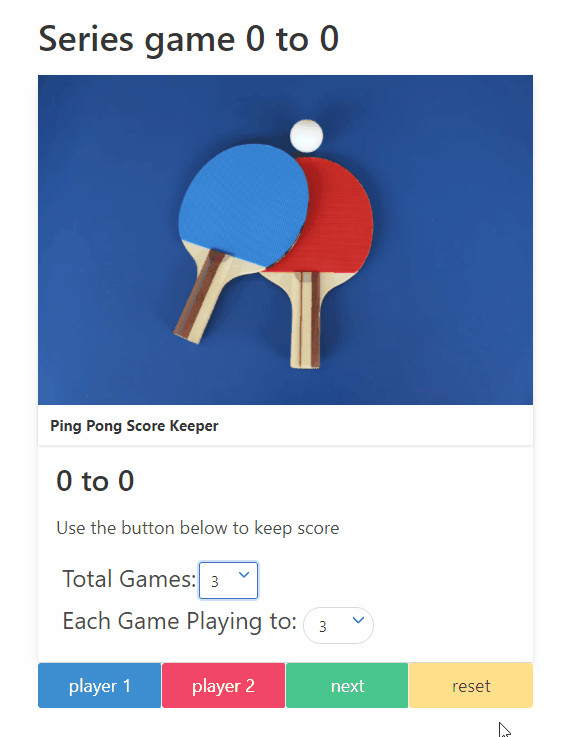 Series game 0 to 0
Ping Pong Score Keeper
0 to 0
Use the button below to keep score
Total Games: 3
Each Game Playing to: 3
player 1 player 2 next reset